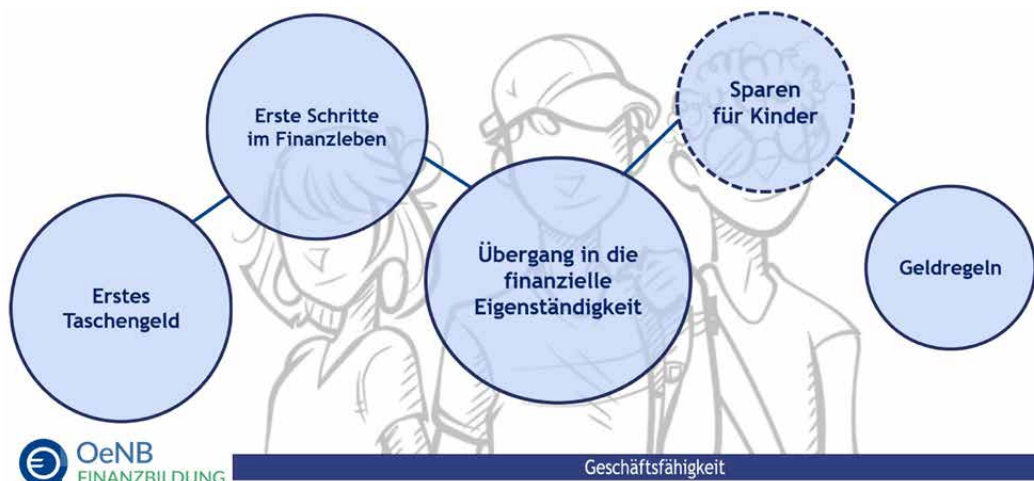 Erstes
Taschengeld
Erste Schritte
im Finanzleben
Übergang in die
finanzielle
Eigenständigkeit
Sparen
für Kinder
Geldregeln
OeNB
FINANZBILDUNG
Geschäftsfähigkeit